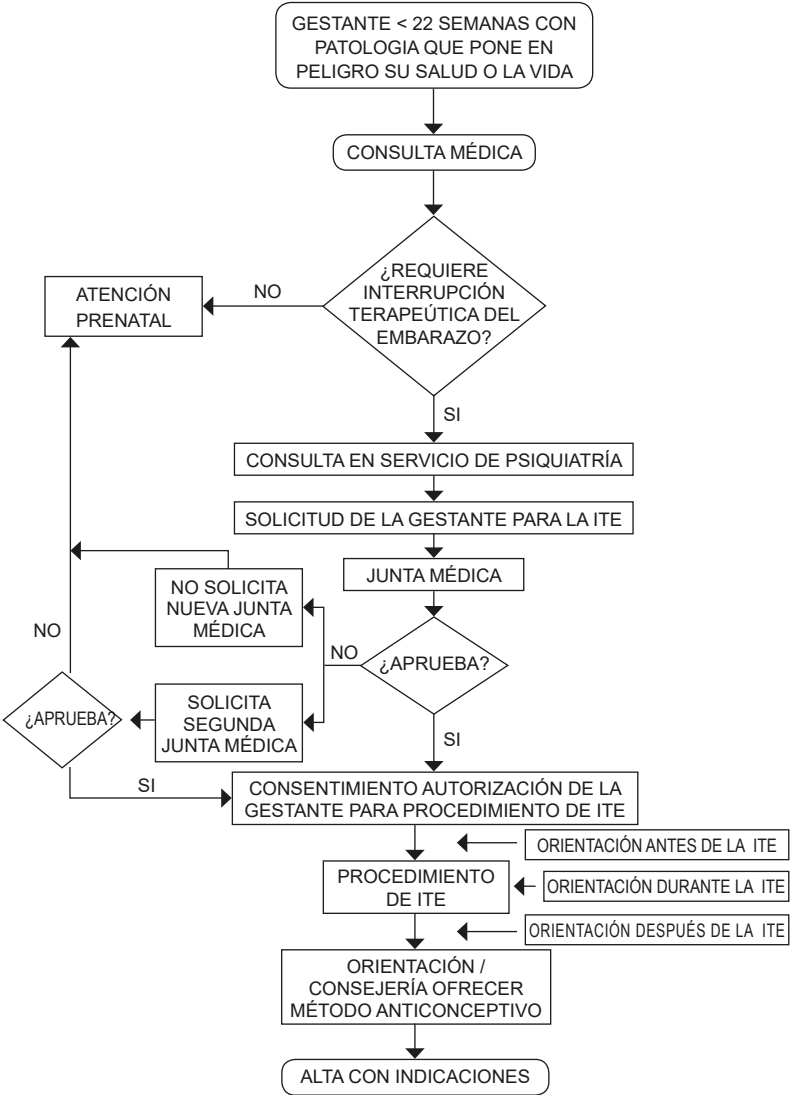 GESTANTE < 22 SEMANAS CON
PATOLOGIA QUE PONE EN
PELIGRO SU SALUD O LA VIDA
CONSULTA MÉDICA
¿REQUIERE
INTERRUPCIÓN
TERAPEÚTICA DEL
EMBARAZO?
NO
ATENCIÓN
PRENATAL
SI
CONSULTA EN SERVICIO DE PSIQUIATRÍA
SOLICITUD DE LA GESTANTE PARA LA ITE
JUNTA MÉDICA
¿APRUEBA?
NO
NO SOLICITA
NUEVA JUNTA
MÉDICA
SOLICITA
SEGUNDA
JUNTA MÉDICA
¿APRUEBA?
NO
SI
SI
CONSENTIMIENTO AUTORIZACIÓN DE LA
GESTANTE PARA PROCEDIMIENTO DE ITE
ORIENTACIÓN ANTES DE LA ITE
PROCEDIMIENTO
DE ITE
ORIENTACIÓN DURANTE LA ITE
ORIENTACIÓN DESPUÉS DE LA ITE
ORIENTACIÓN /
CONSEJERÍA OFRECER
MÉTODO ANTICONCEPTIVO
ALTA CON INDICACIONES